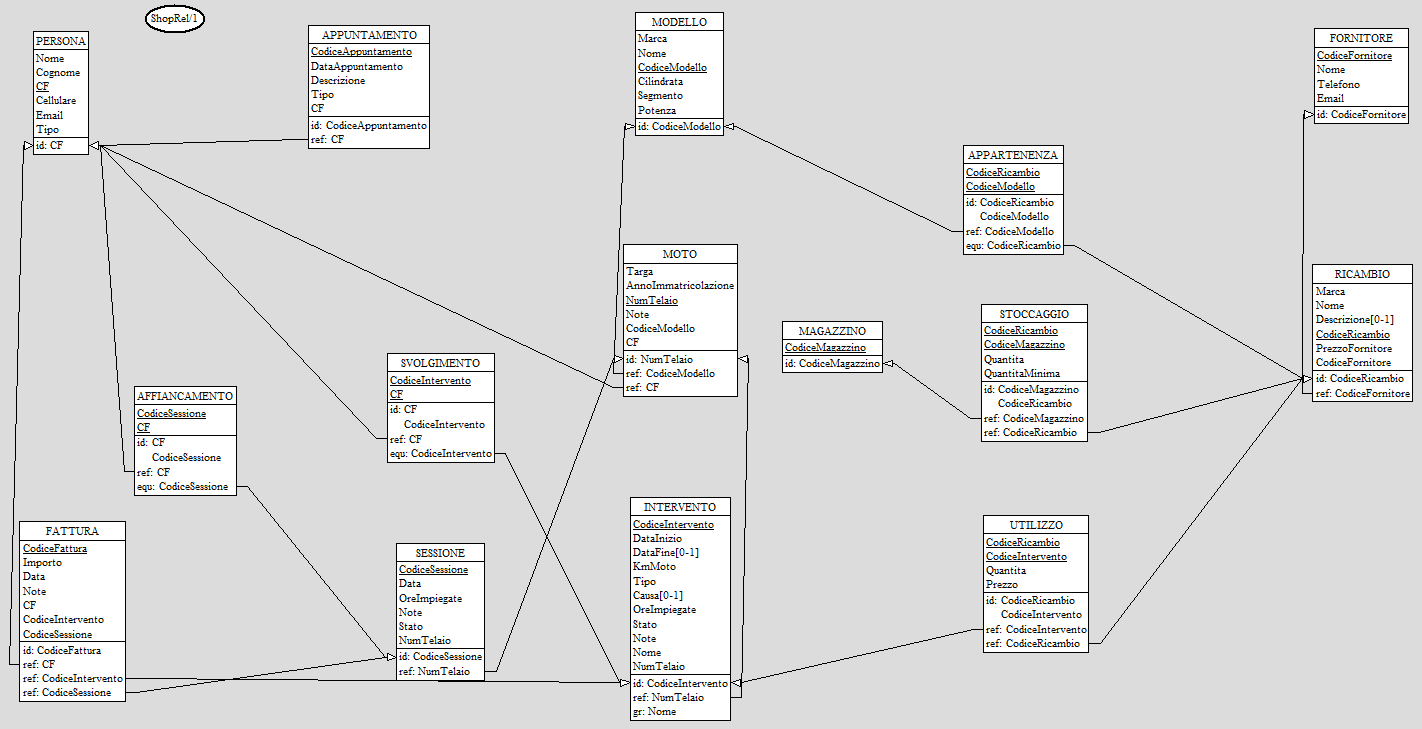 ShopRel/1
PERSONA
Nome
Cognome
CF
Cellulare
Email
Tipo
id: CF
APPUNTAMENTO
CodiceAppuntamento
DataAppuntamento
Descrizione
Tipo
CF
id: CodiceAppuntamento
ref: CF
MODELLO
Marca
Nome
CodiceModello
Cilindrata
Segmento
Potenza
id: CodiceModello
FORNITORE
CodiceFornitore
Nome
Telefono
Email
id: CodiceFornitore
APPARTENENZA
CodiceRicambio
CodiceModello
id: CodiceRicambio
CodiceModello
ref: CodiceModello
equ: CodiceRicambio
MOTO
Targa
AnnoImmatricolazione
NumTelaio
Note
CodiceModello
CF
id: NumTelaio
ref: CodiceModello
ref: CF
RICAMBIO
Marca
Nome
Descrizione[0-1]
CodiceRicambio
PrezzoFornitore
CodiceFornitore
id: CodiceRicambio
ref: CodiceFornitore
MAGAZZINO
CodiceMagazzino
id: CodiceMagazzino
STOCCAGGIO
CodiceRicambio
CodiceMagazzino
Quantita
QuantitaMinima
id: CodiceMagazzino
CodiceRicambio
ref: CodiceMagazzino
ref: CodiceRicambio
SVOLGIMENTO
CodiceIntervento
CF
id: CF
CodiceIntervento
ref: CF
equ: CodiceIntervento
AFFIANCAMENTO
CodiceSessione
CF
id: CF
CodiceSessione
ref: CF
equ: CodiceSessione
FATTURA
CodiceFattura
Importo
Data
Note
CF
CodiceIntervento
CodiceSessione
id: CodiceFattura
ref: CF
ref: CodiceIntervento
ref: CodiceSessione
SESSIONE
CodiceSessione
Data
OreImpiegate
Note
Stato
NumTelaio
id: CodiceSessione
ref: NumTelaio
INTERVENTO
CodiceIntervento
DataInizio
DataFine[0-1]
KmMoto
Tipo
Causa[0-1]
OreImpiegate
Stato
Note
Nome
NumTelaio
id: CodiceIntervento
ref: NumTelaio
gr: Nome
UTILIZZO
CodiceRicambio
CodiceIntervento
Quantita
Prezzo
id: CodiceRicambio
CodiceIntervento
ref: CodiceIntervento
ref: CodiceRicambio